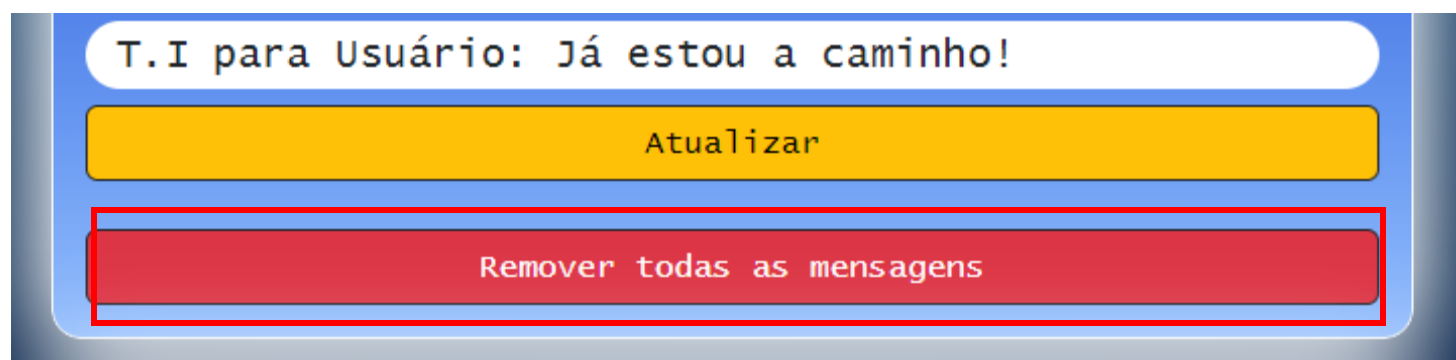 T.I para Usuário: Já estou a caminho!
Atualizar
Remover todas as mensagens